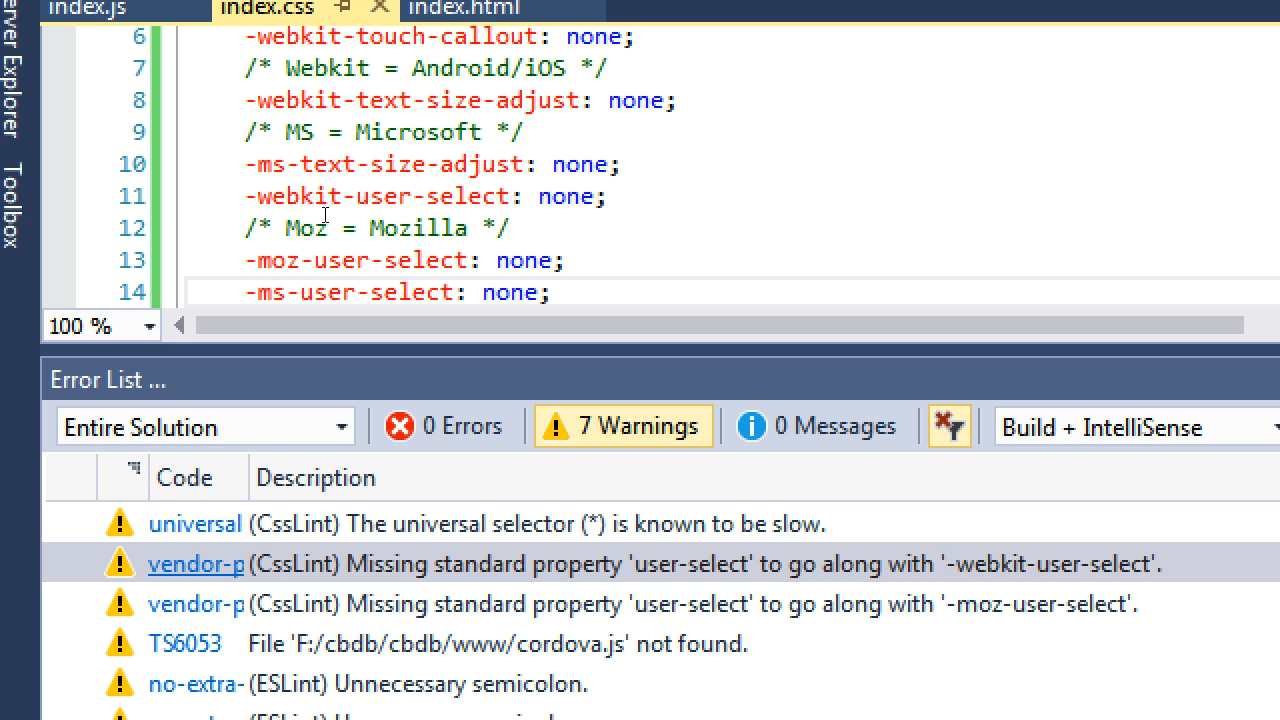 index.js index.css index.html
Server Explorer
Toolbox
6 -webkit-touch-callout: none;
7 /* Webkit = Android/iOS */
8 -webkit-text-size-adjust: none;
9 /* MS = Microsoft */
10 -ms-text-size-adjust: none;
11 -webkit-user-select: none;
12 /* Moz = Mozilla */
13 -moz-user-select: none;
14 -ms-user-select: none;
100 %
Error List ...
Entire Solution 0 Errors 7 Warnings 0 Messages Build + IntelliSense
Code Description
universal (CssLint) The universal selector (*) is known to be slow.
vendor-p (CssLint) Missing standard property 'user-select' to go along with '-webkit-user-select'.
vendor-p (CssLint) Missing standard property 'user-select' to go along with '-moz-user-select'.
TS6053 File 'F:/cbdb/cbdb/www/cordova.js' not found.
no-extra- (ESLint) Unnecessary semicolon.